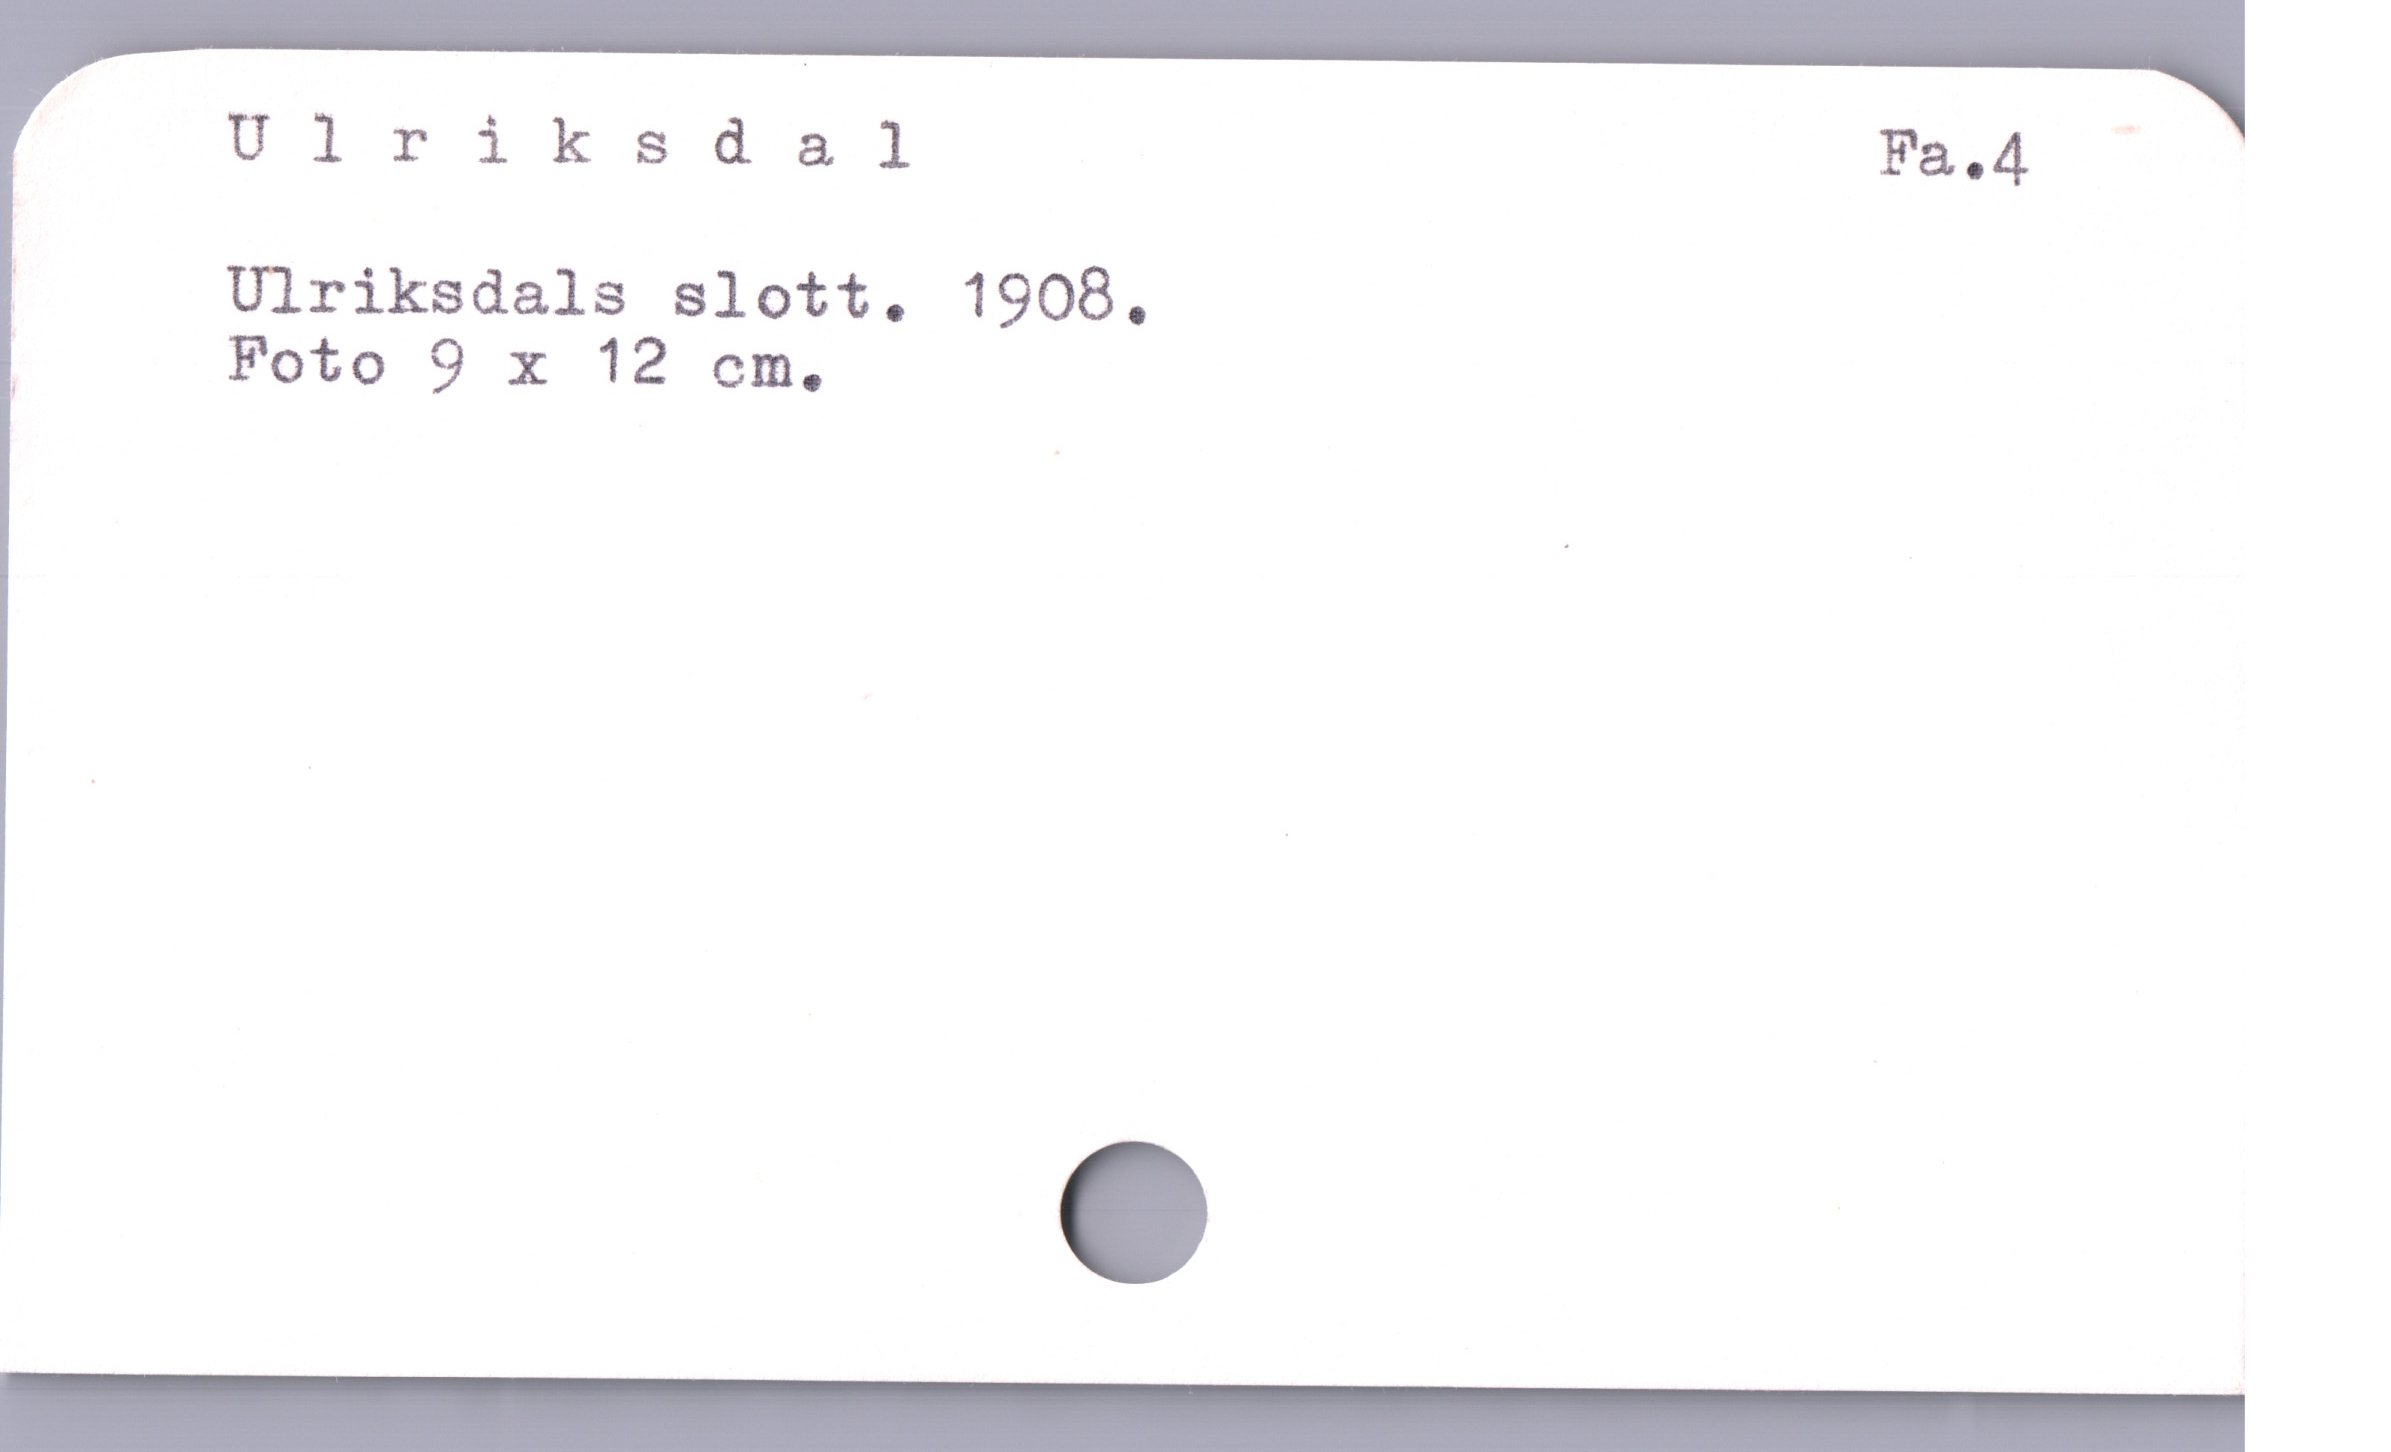 U l r i k s d a l Fa.4
Ulriksdals slott. 1908.
Foto 9 x 12 cm.